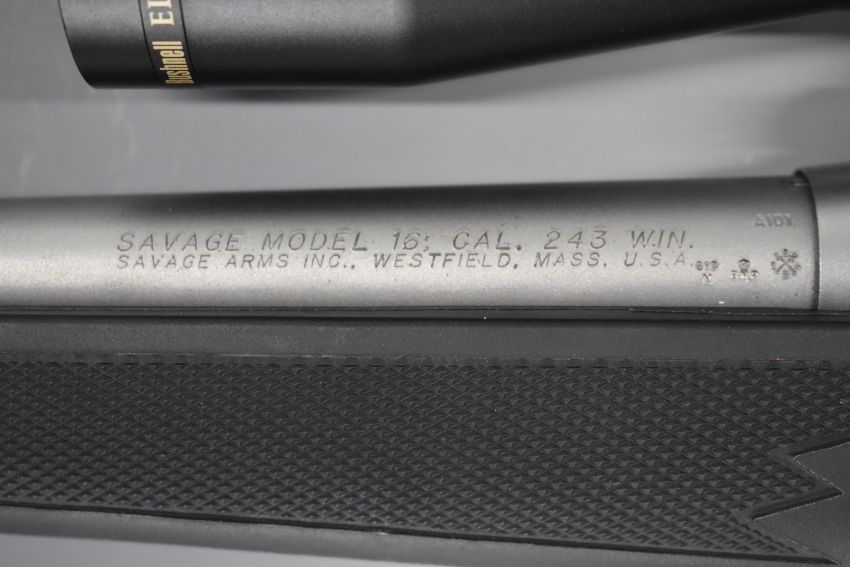 Bushnell
SAVAGE MODEL 16; CAL. 243 WIN.
SAVAGE ARMS INC., WESTFIELD, MASS. U.S.A.